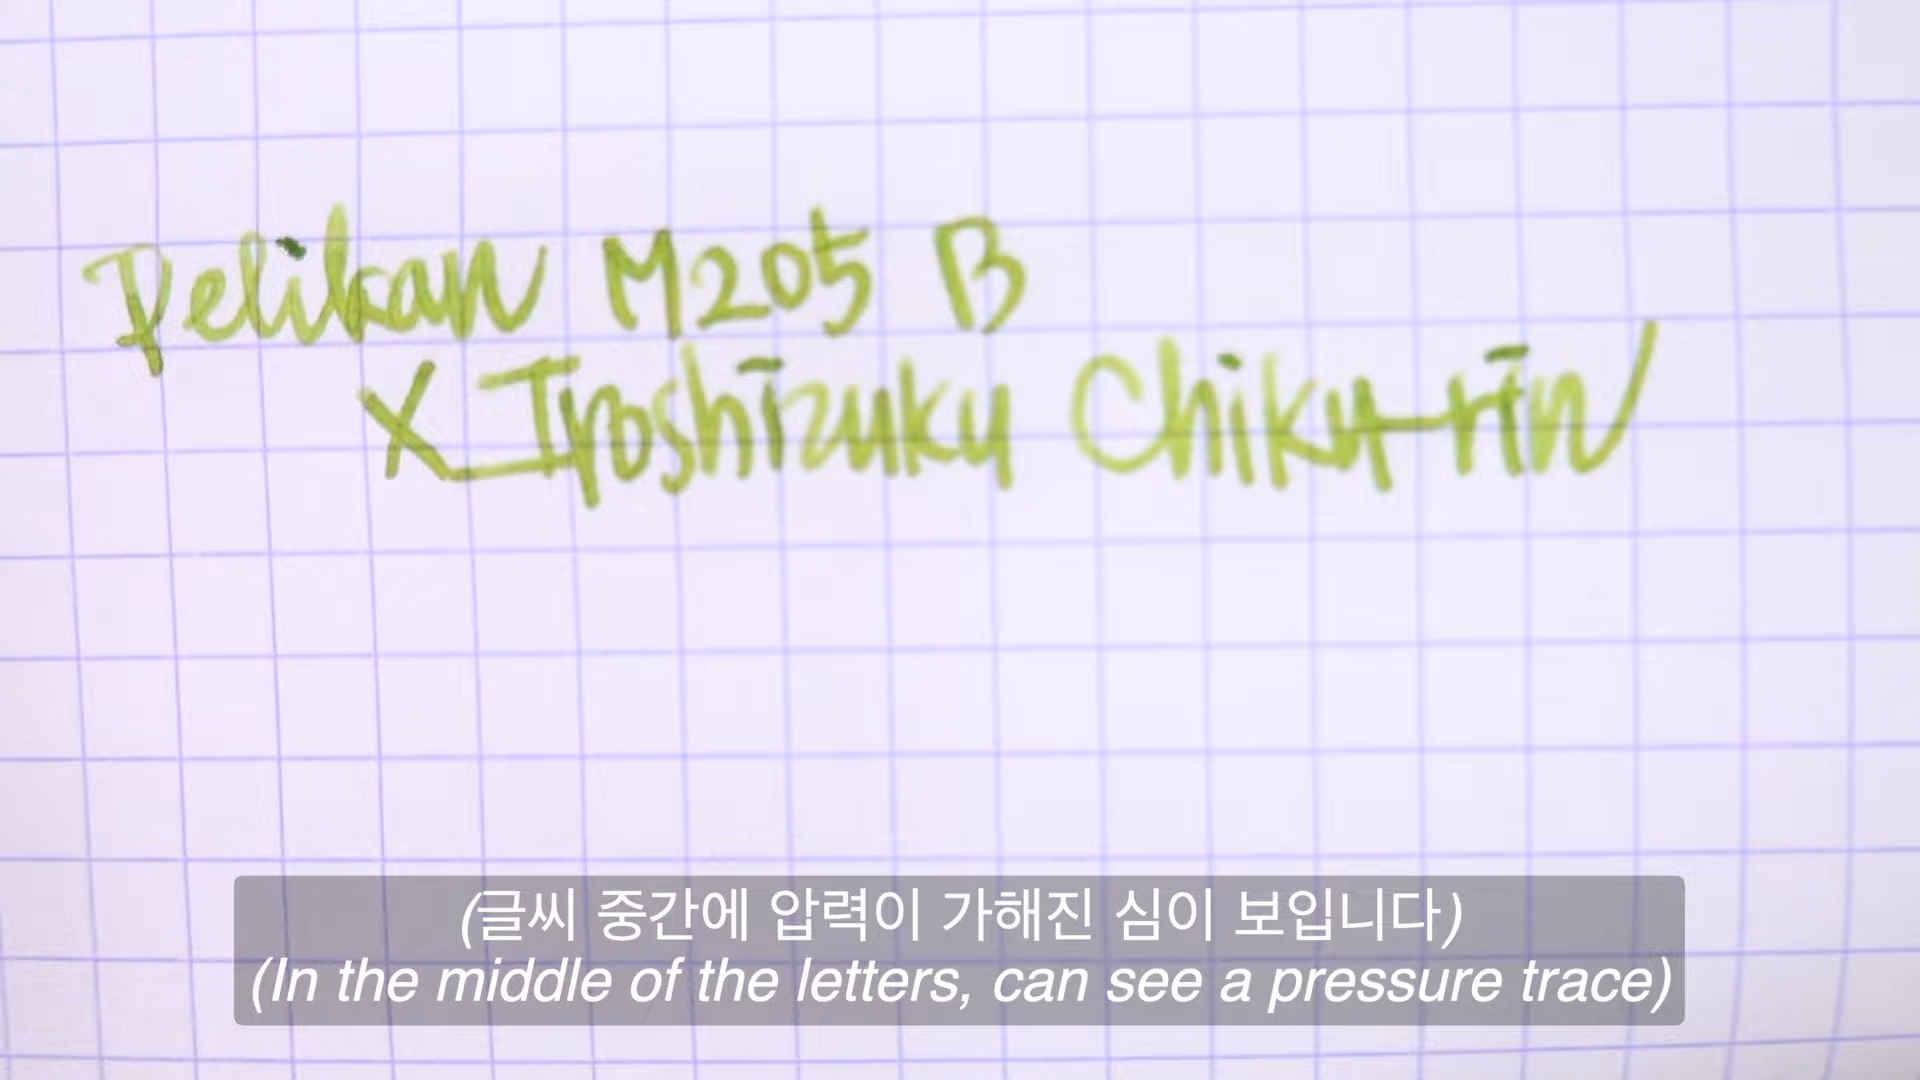 Pelikan M205 B
X Iroshizuku Chiku-rin
(글씨 중간에 압력이 가해진 심이 보입니다)
(In the middle of the letters, can see a pressure trace)